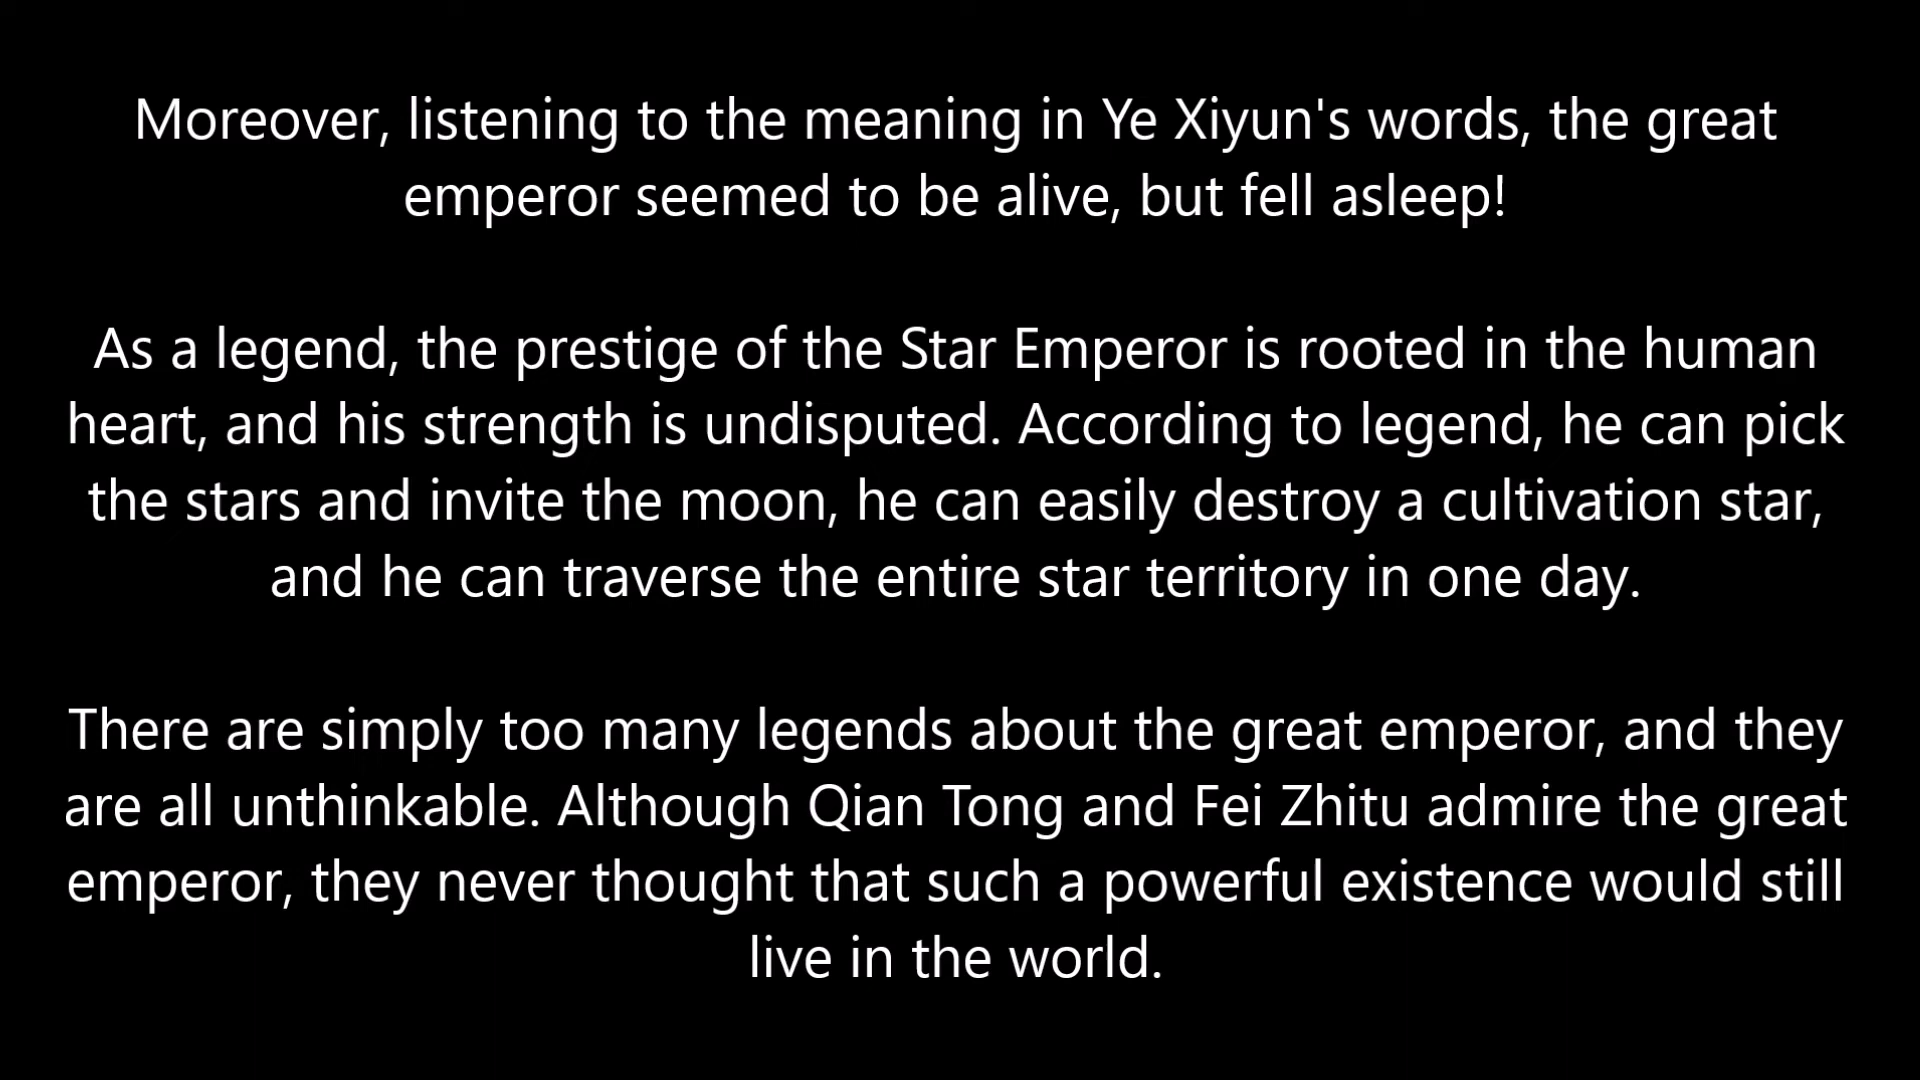 Moreover, listening to the meaning in Ye Xiyun's words, the great
emperor seemed to be alive, but fell asleep!
As a legend, the prestige of the Star Emperor is rooted in the human
heart, and his strength is undisputed. According to legend, he can pick
the stars and invite the moon, he can easily destroy a cultivation star,
and he can traverse the entire star territory in one day.
There are simply too many legends about the great emperor, and they
are all unthinkable. Although Qian Tong and Fei Zhitu admire the great
emperor, they never thought that such a powerful existence would still
live in the world.